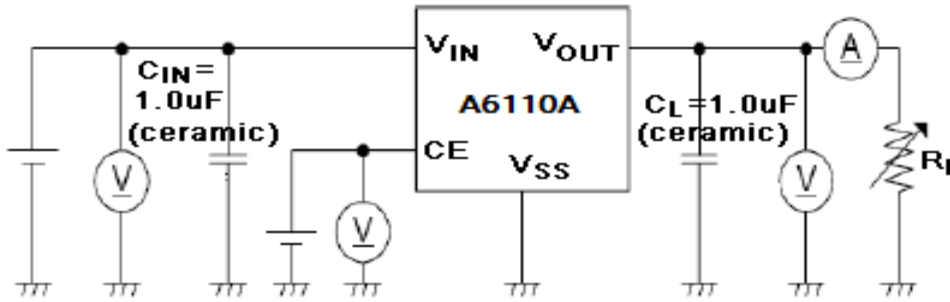 VIN VOUT
CIN=
1.0uF
(ceramic)
A6110A
CL=1.0uF
(ceramic)
CE
VSS
V
V
V
A